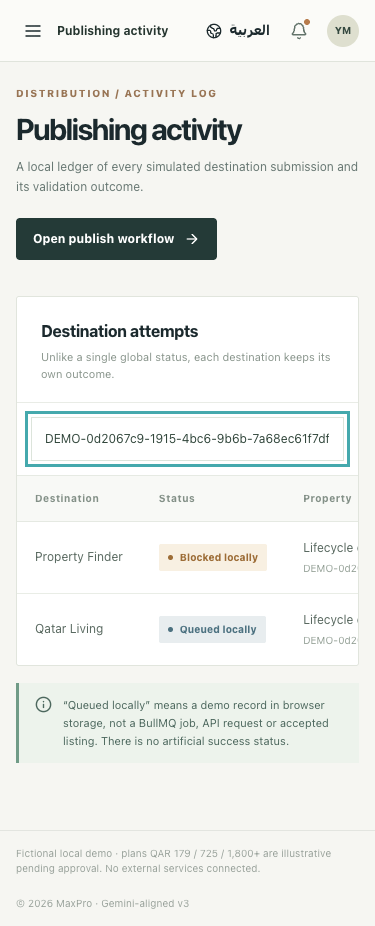 Publishing activity
العربية
YM
DISTRIBUTION / ACTIVITY LOG
Publishing activity
A local ledger of every simulated destination submission and
its validation outcome.
Open publish workflow
Destination attempts
Unlike a single global status, each destination keeps its
own outcome.
DEMO-0d2067c9-1915-4bc6-9b6b-7a68ec61f7df
Destination Status Property
Property Finder Blocked locally Lifecycle
DEMO-0d2
Qatar Living Queued locally Lifecycle
DEMO-0d2
“Queued locally” means a demo record in browser
storage, not a BullMQ job, API request or accepted
listing. There is no artificial success status.
Fictional local demo · plans QAR 179 / 725 / 1,800+ are illustrative
pending approval. No external services connected.
© 2026 MaxPro · Gemini-aligned v3